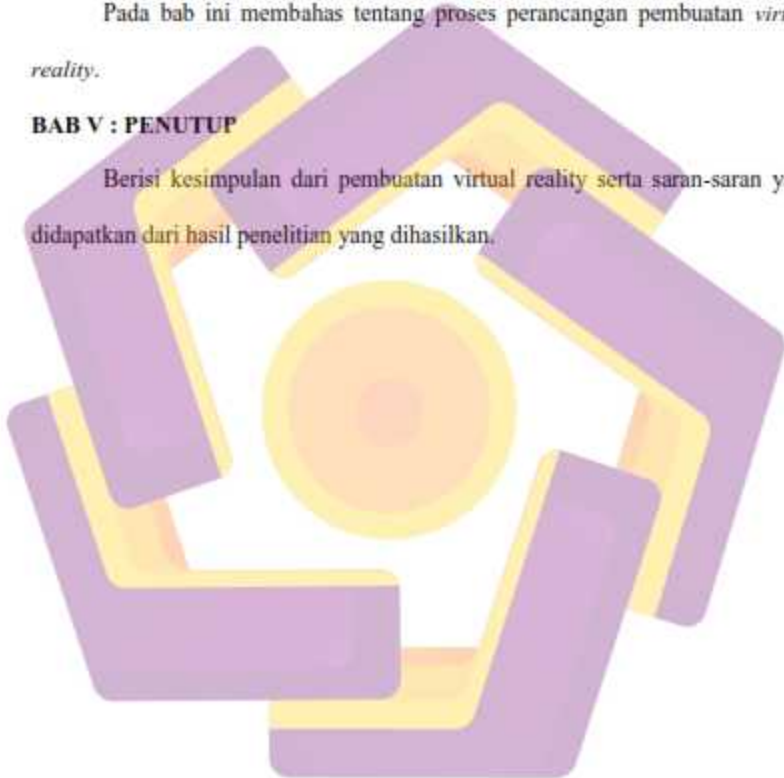 Pada bab ini membahas tentang proses perancangan pembuatan
reality.
BAB V : PENUTUP
Berisi kesimpulan dari pembuatan virtual reality serta saran-saran
didapatkan dari hasil penelitian yang dihasilkan.